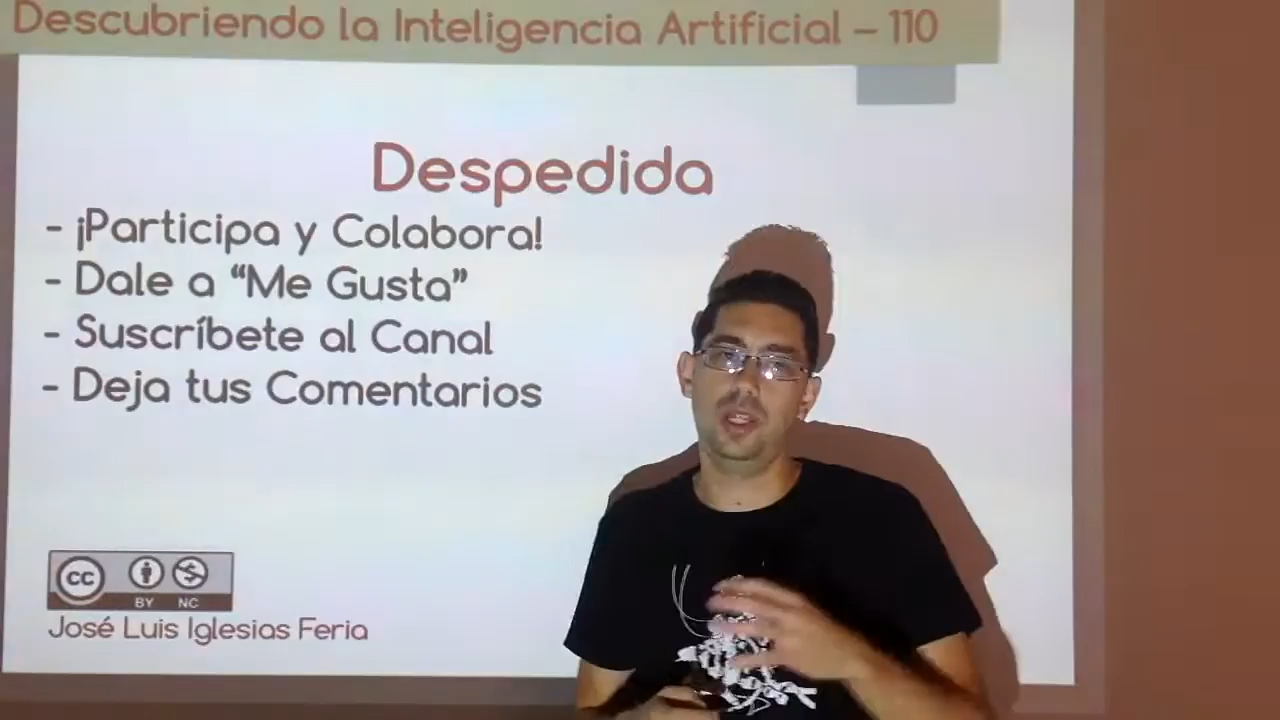 Descubriendo la Inteligencia Artificial – 110
Despedida
- ¡Participa y Colabora!
- Dale a “Me Gusta”
- Suscríbete al Canal
- Deja tus Comentarios
cc
BY NC
José Luis Iglesias Feria